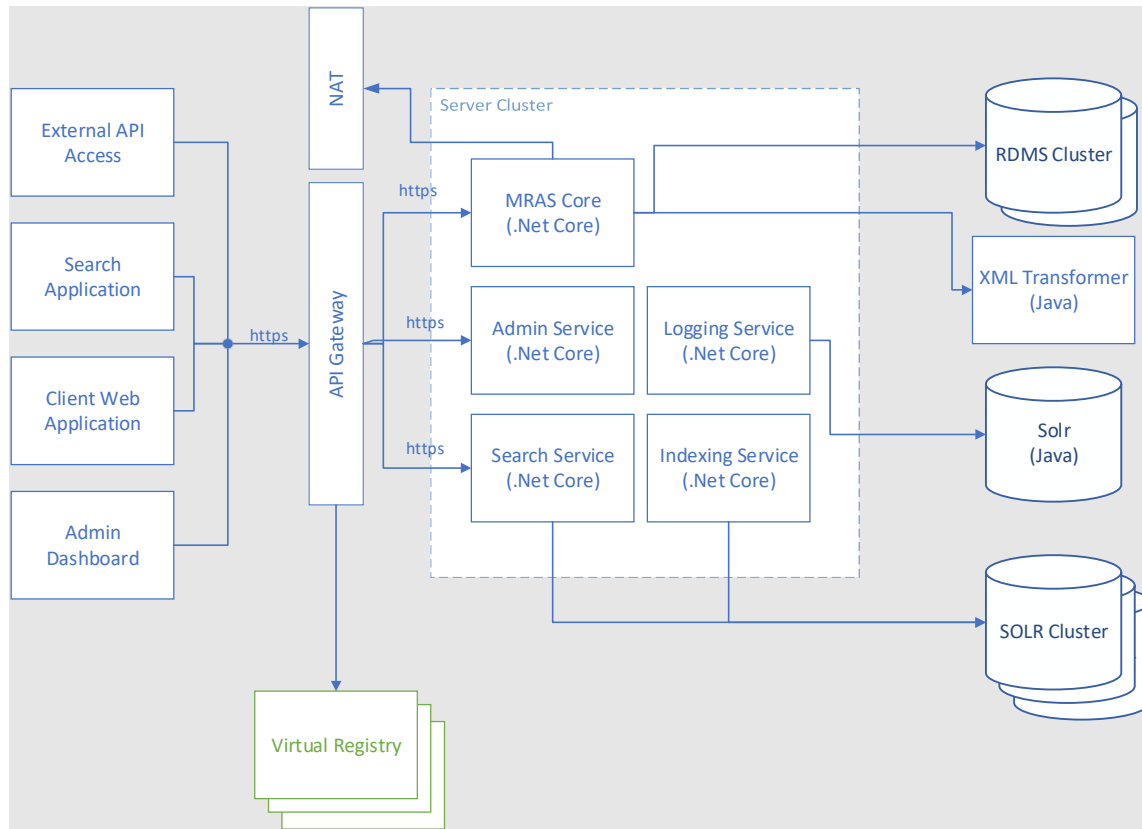 NAT
Server Cluster
External API
Access
RDMS Cluster
https
MRAS Core
(.Net Core)
Search
Application
XML Transformer
(Java)
https
API Gateway
https
Admin Service
(.Net Core)
Logging Service
(.Net Core)
Client Web
Application
Solr
(Java)
https
Search Service
(.Net Core)
Indexing Service
(.Net Core)
Admin
Dashboard
SOLR Cluster
Virtual Registry